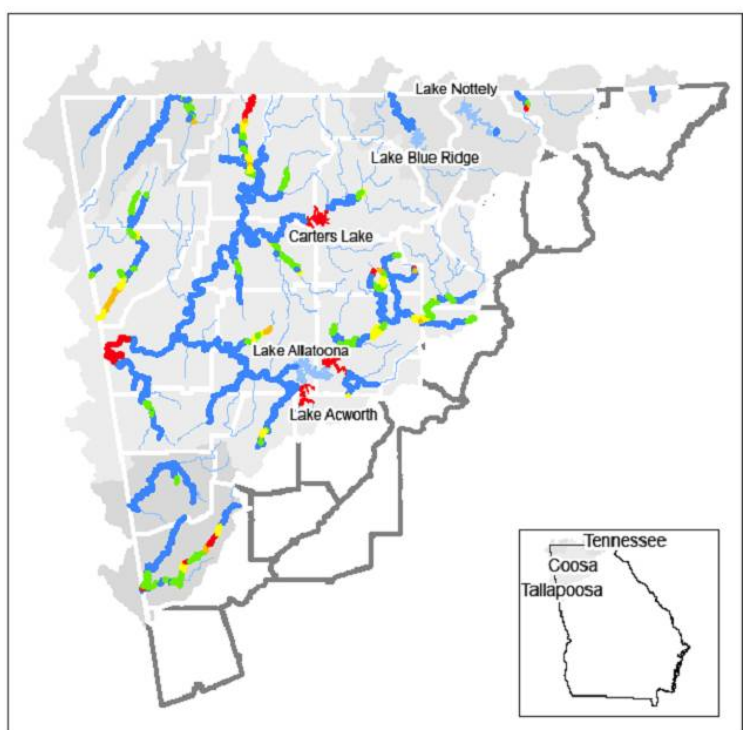 Lake Nottely
Lake Blue Ridge
Carters Lake
Lake Allatoona
Lake Acworth
Tennessee
Coosa
Tallapoosa